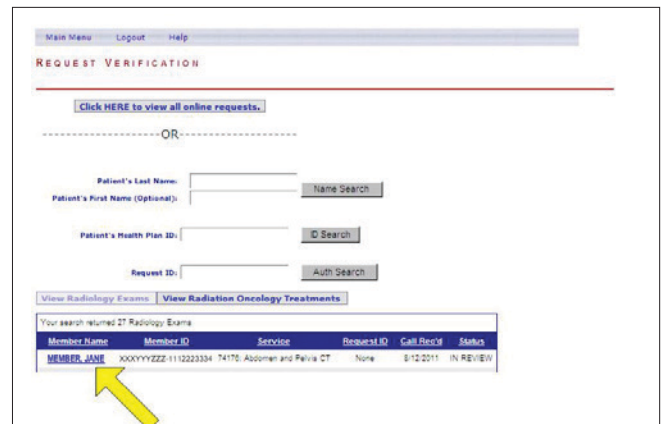 Main Menu Logout Help
REQUEST VERIFICATION
Click HERE to view all online requests.
--------------------OR--------------------
Patient's Last Name:
Name Search
Patient's First Name (Optional):
Patient's Health Plan ID:
ID Search
Request ID:
Auth Search
View Radiology Exams View Radiation Oncology Treatments
Your search returned 27 Radiology Exams
Member Name Member ID Service Request ID Call Rec'd Status
MEMBER, JANE XXXYYYZZZ-1112223334 74176: Abdomen and Pelvis CT None 8/12/2011 IN REVIEW